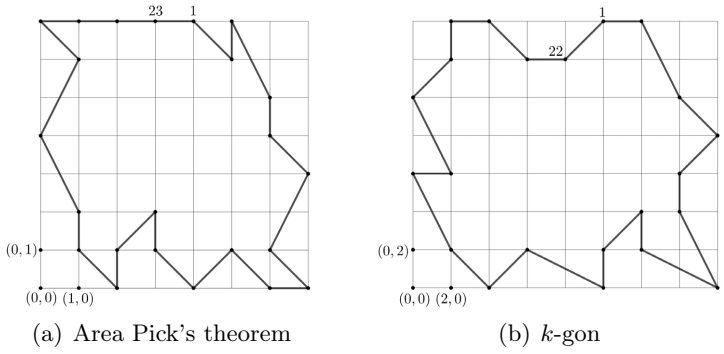 23 1
1
22
(0, 1)
(0, 2)
(0, 0) (1, 0)
(0, 0) (2, 0)
(a) Area Pick's theorem
(b) k-gon